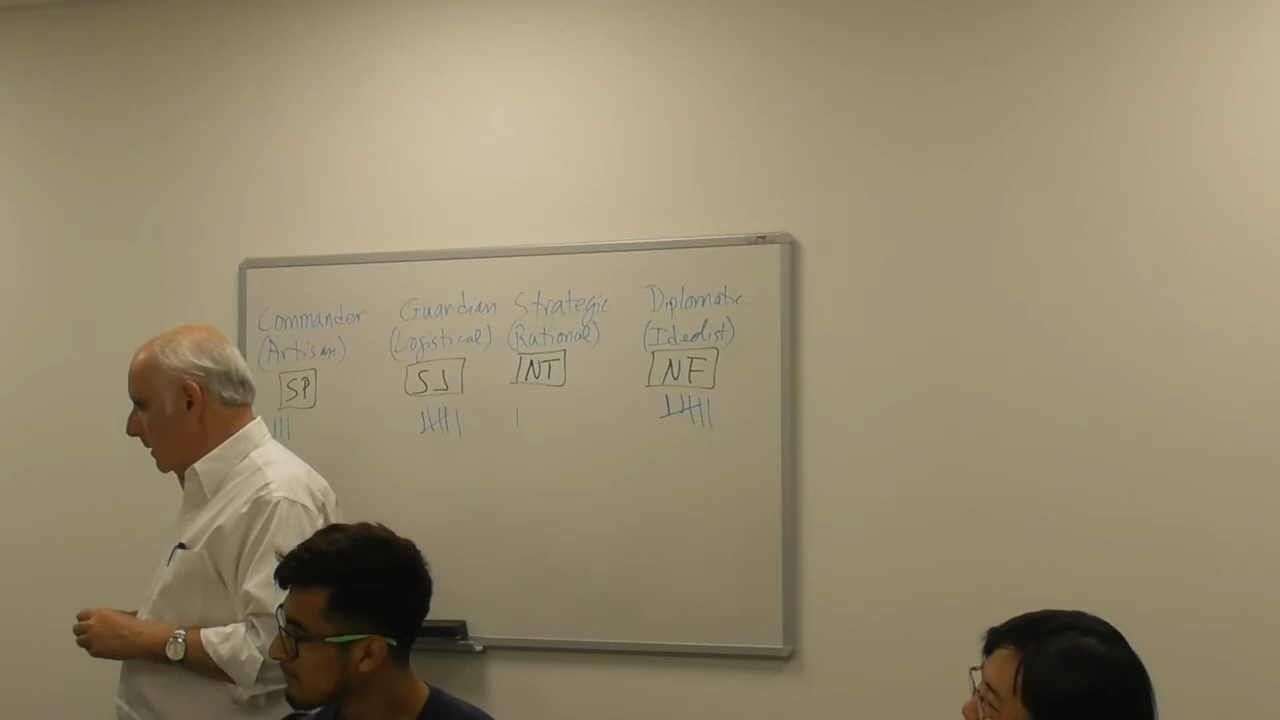 Commander Guardian Strategic Diplomatic
(Artisan) (Logistical) (Rational) (Idealist)
SP SJ NT NF